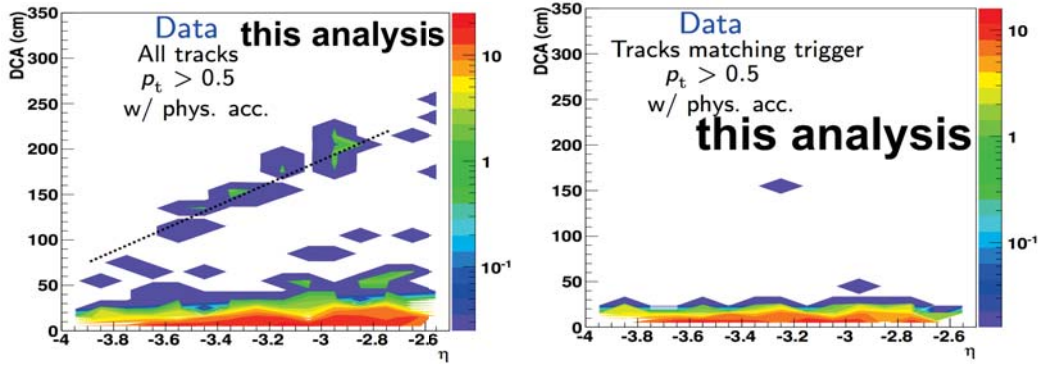 DCA (cm)
350
300
250
200
150
100
50
0
Data
this analysis
All tracks
pt > 0.5
w/ phys. acc.
-4
-3.8
-3.6
-3.4
-3.2
-3
-2.8
-2.6
η
10
1
10⁻¹
DCA (cm)
350
300
250
200
150
100
50
0
Data
Tracks matching trigger
pt > 0.5
w/ phys. acc.
this analysis
-4
-3.8
-3.6
-3.4
-3.2
-3
-2.8
-2.6
η
10
1
10⁻¹